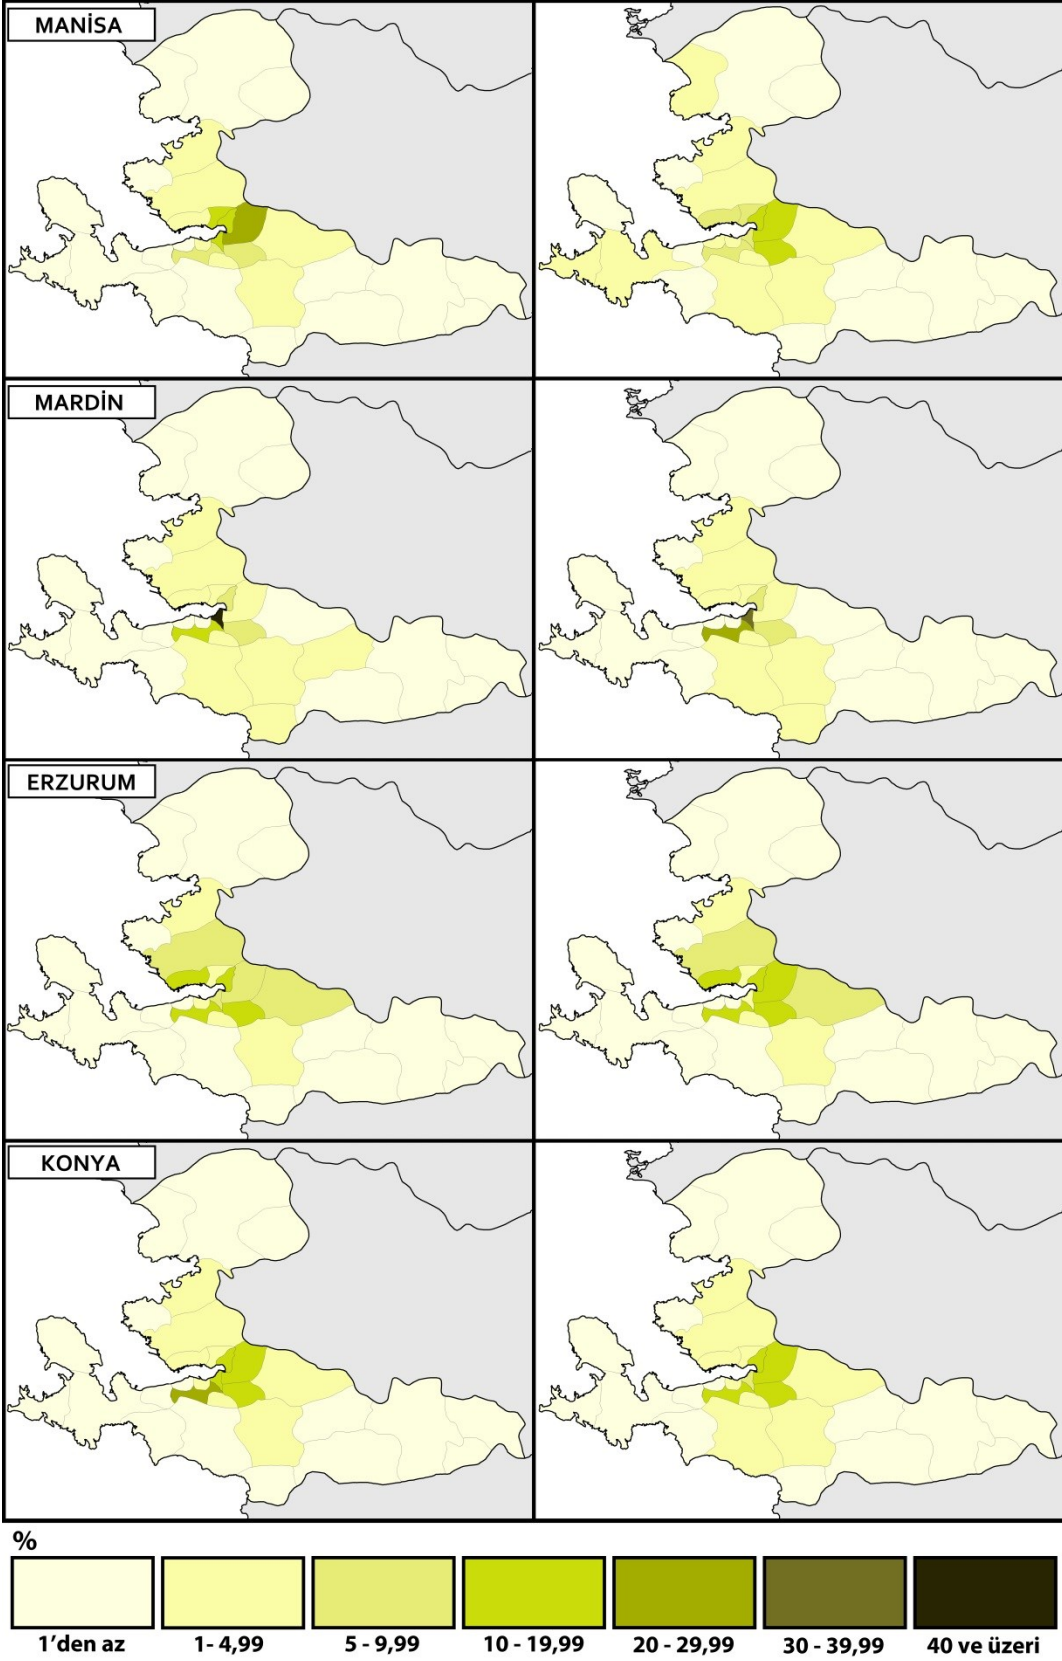 MANİSA
MARDİN
ERZURUM
KONYA
%
1'den az
1- 4,99
5 - 9,99
10 - 19,99
20 - 29,99
30 - 39,99
40 ve üzeri